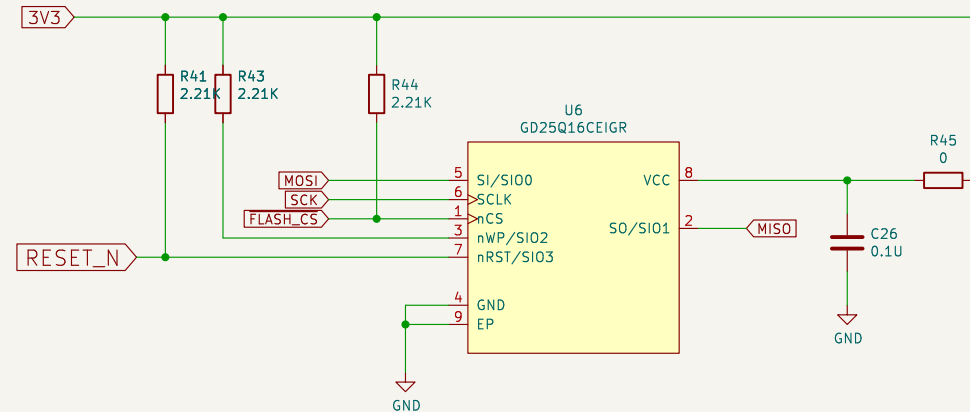 3V3
R41
2.21K
R43
2.21K
R44
2.21K
U6
GD25Q16CEIGR
R45
0
MOSI
5
SI/SIO0
SCK
6
SCLK
FLASH_CS
1
nCS
3
nWP/SIO2
RESET_N
7
nRST/SIO3
4
GND
9
EP
VCC
8
SO/SIO1
2
MISO
C26
0.1U
GND
GND